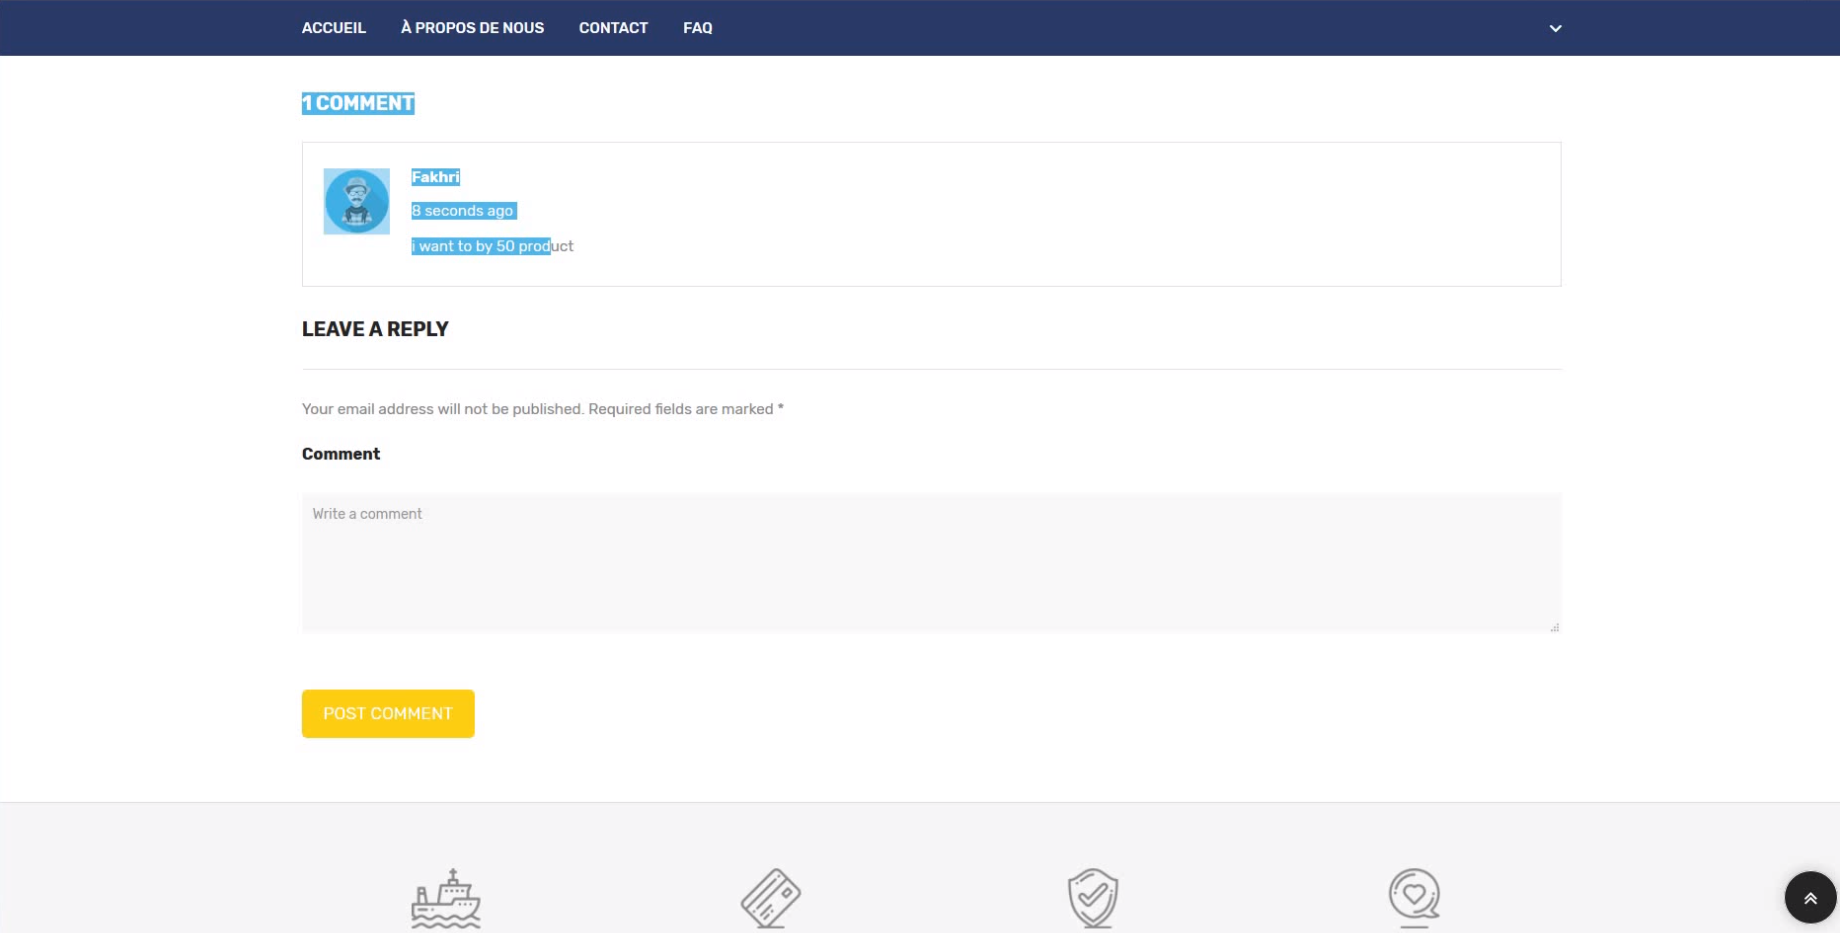 ACCUEIL À PROPOS DE NOUS CONTACT FAQ
1 COMMENT
Fakhri
8 seconds ago
i want to by 50 product
LEAVE A REPLY
Your email address will not be published. Required fields are marked *
Comment
Write a comment
POST COMMENT